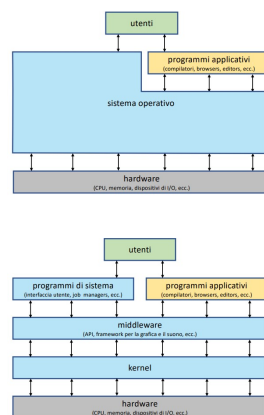 utenti
programmi applicativi
(compilatori, browsers, editors, ecc.)
sistema operativo
hardware
(CPU, memoria, dispositivi di I/O, ecc.)
utenti
programmi di sistema
(interfaccia utente, job managers, ecc.)
programmi applicativi
(compilatori, browsers, editors, ecc.)
middleware
(API, framework per la grafica e il suono, ecc.)
kernel
hardware
(CPU, memoria, dispositivi di I/O, ecc.)